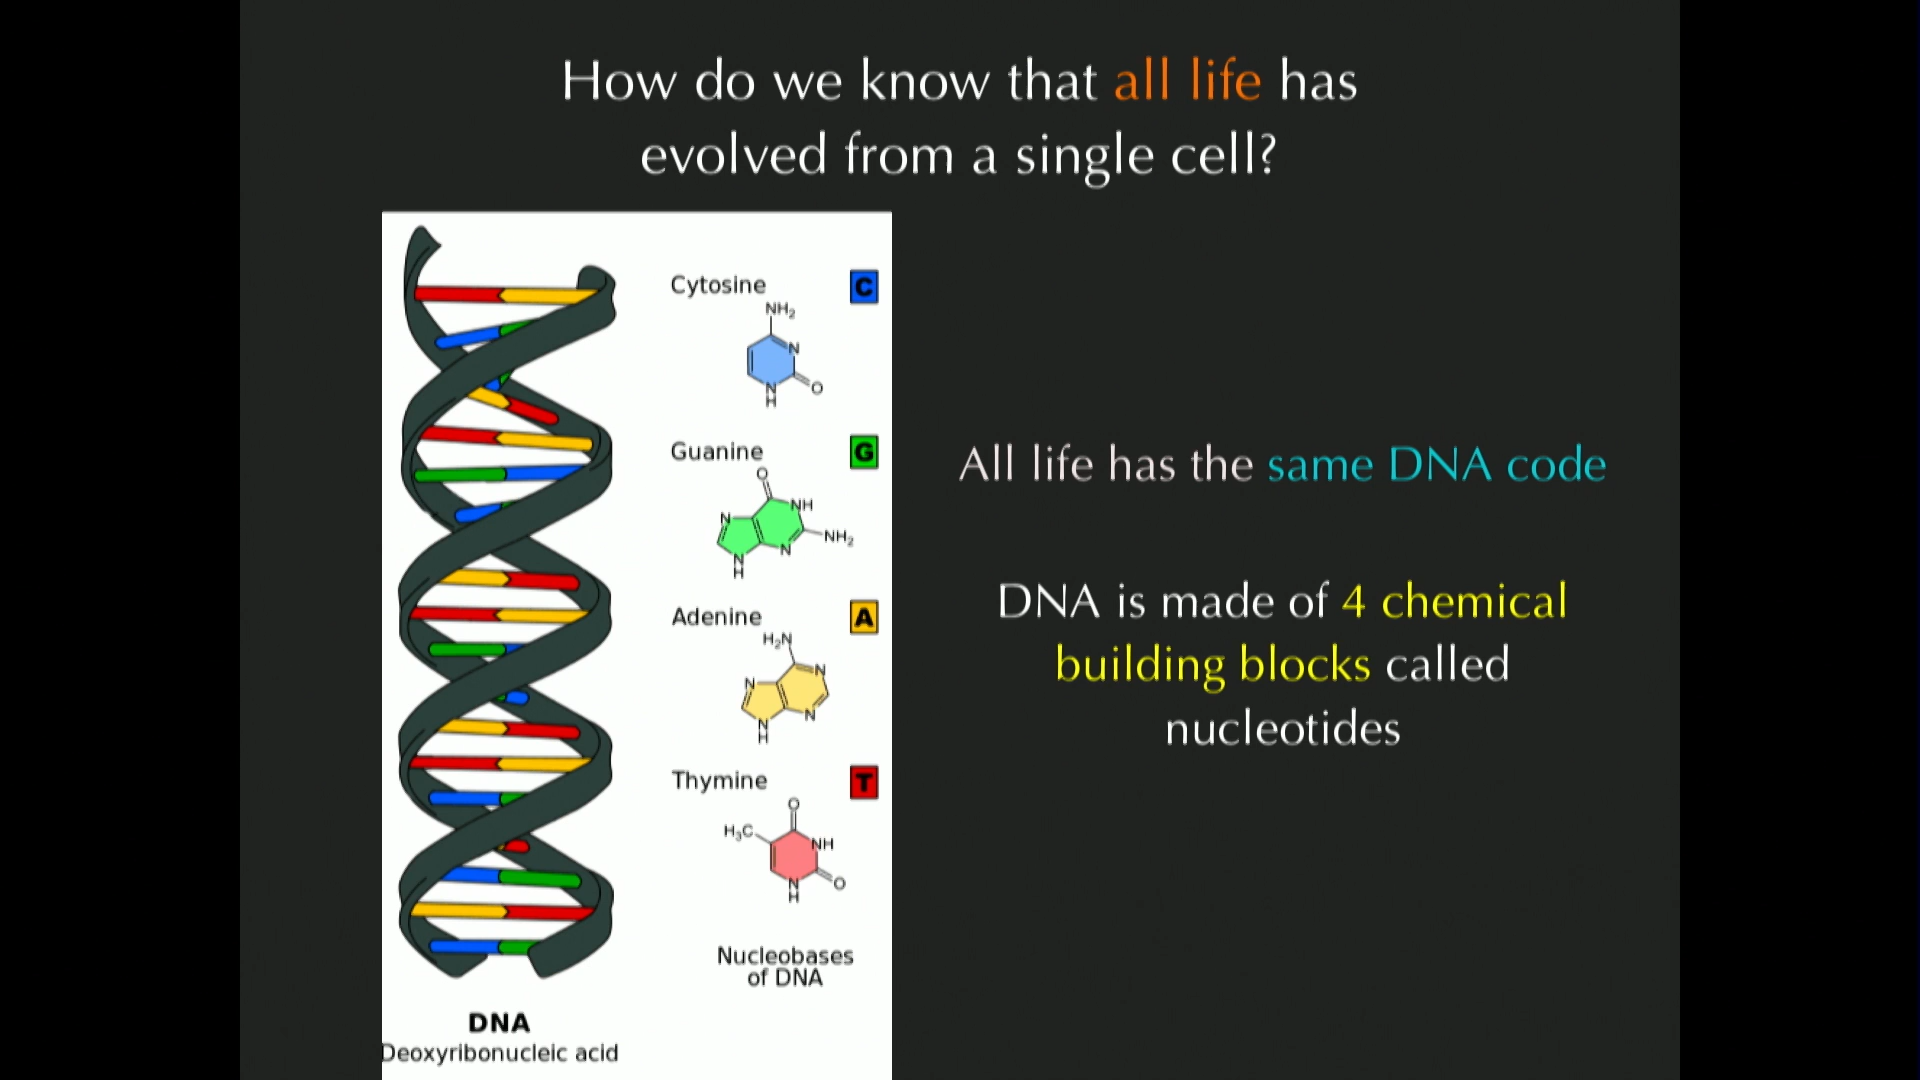 How do we know that all life has
evolved from a single cell?
Cytosine
C
NH₂
N
O
N
H
Guanine
G
O
N
NH
N
NH₂
N
H
Adenine
A
H₂N
N
N
N
N
H
Thymine
T
O
H₃C
NH
N
O
H
Nucleobases
of DNA
DNA
Deoxyribonucleic acid
All life has the same DNA code
DNA is made of 4 chemical
building blocks called
nucleotides